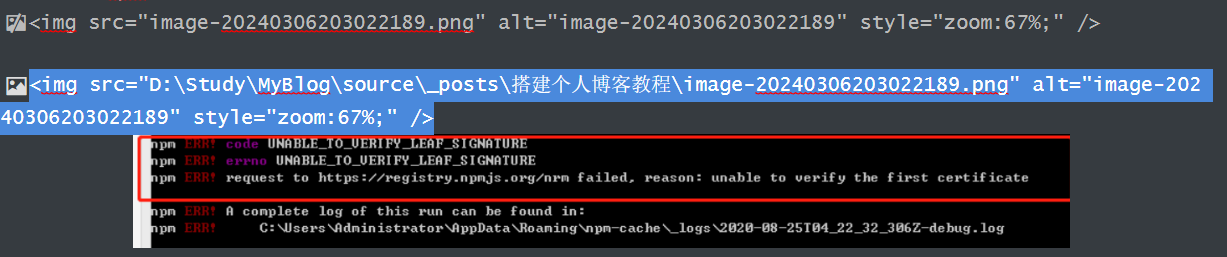 <img src="image-20240306203022189.png" alt="image-20240306203022189" style="zoom:67%;" />
<img src="D:\Study\MyBlog\source\_posts\搭建个人博客教程\image-20240306203022189.png" alt="image-202
40306203022189" style="zoom:67%;" />
npm ERR! code UNABLE_TO_VERIFY_LEAF_SIGNATURE
npm ERR! errno UNABLE_TO_VERIFY_LEAF_SIGNATURE
npm ERR! request to https://registry.npmjs.org/nrm failed, reason: unable to verify the first certificate
npm ERR! A complete log of this run can be found in:
npm ERR!     C:\Users\Administrator\AppData\Roaming\npm-cache\_logs\2020-08-25T04_22_32_306Z-debug.log